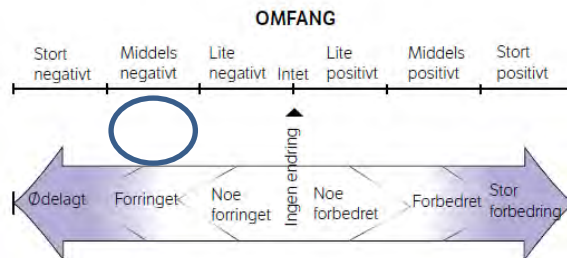 OMFANG
Stort Middels Lite Lite Middels Stort
negativt negativt negativt Intet positivt positivt positivt
Ingen endring
Ødelagt Forringet Noe forringet Noe forbedret Forbedret Stor forbedring